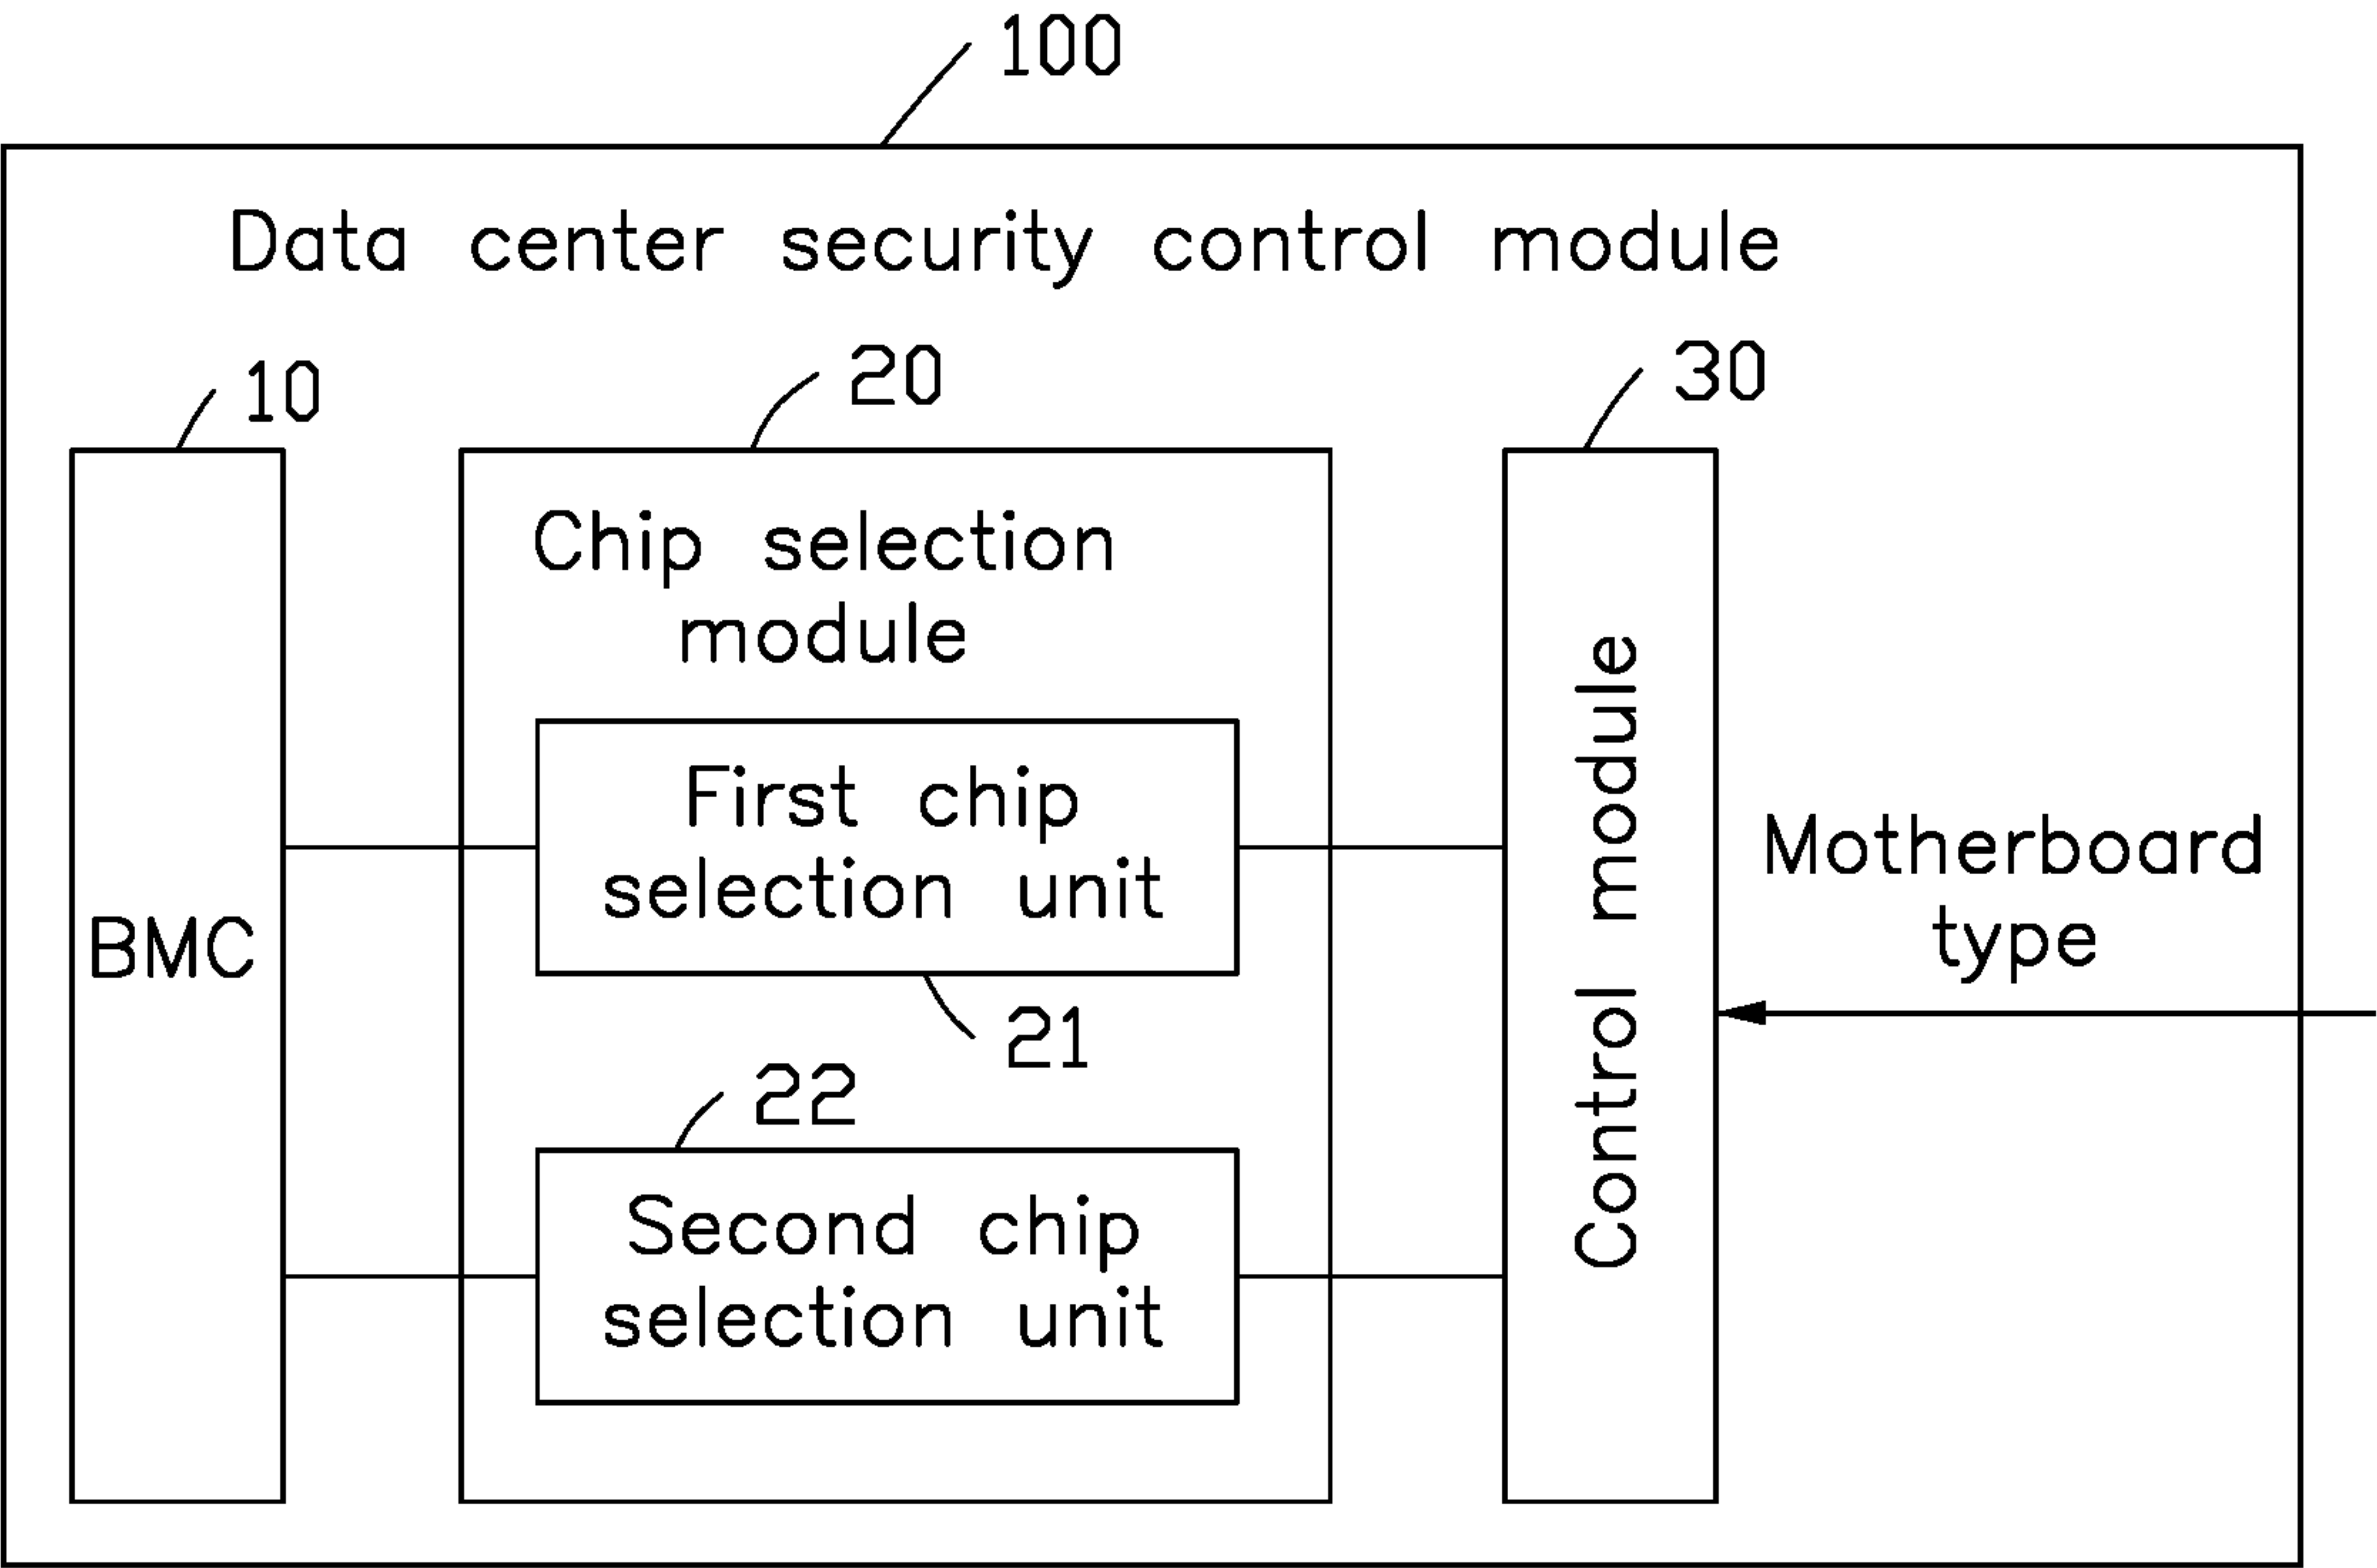 100
Data center security control module
10
20
30
Chip selection
module
First chip
selection unit
21
22
Second chip
selection unit
BMC
Control module
Motherboard
type